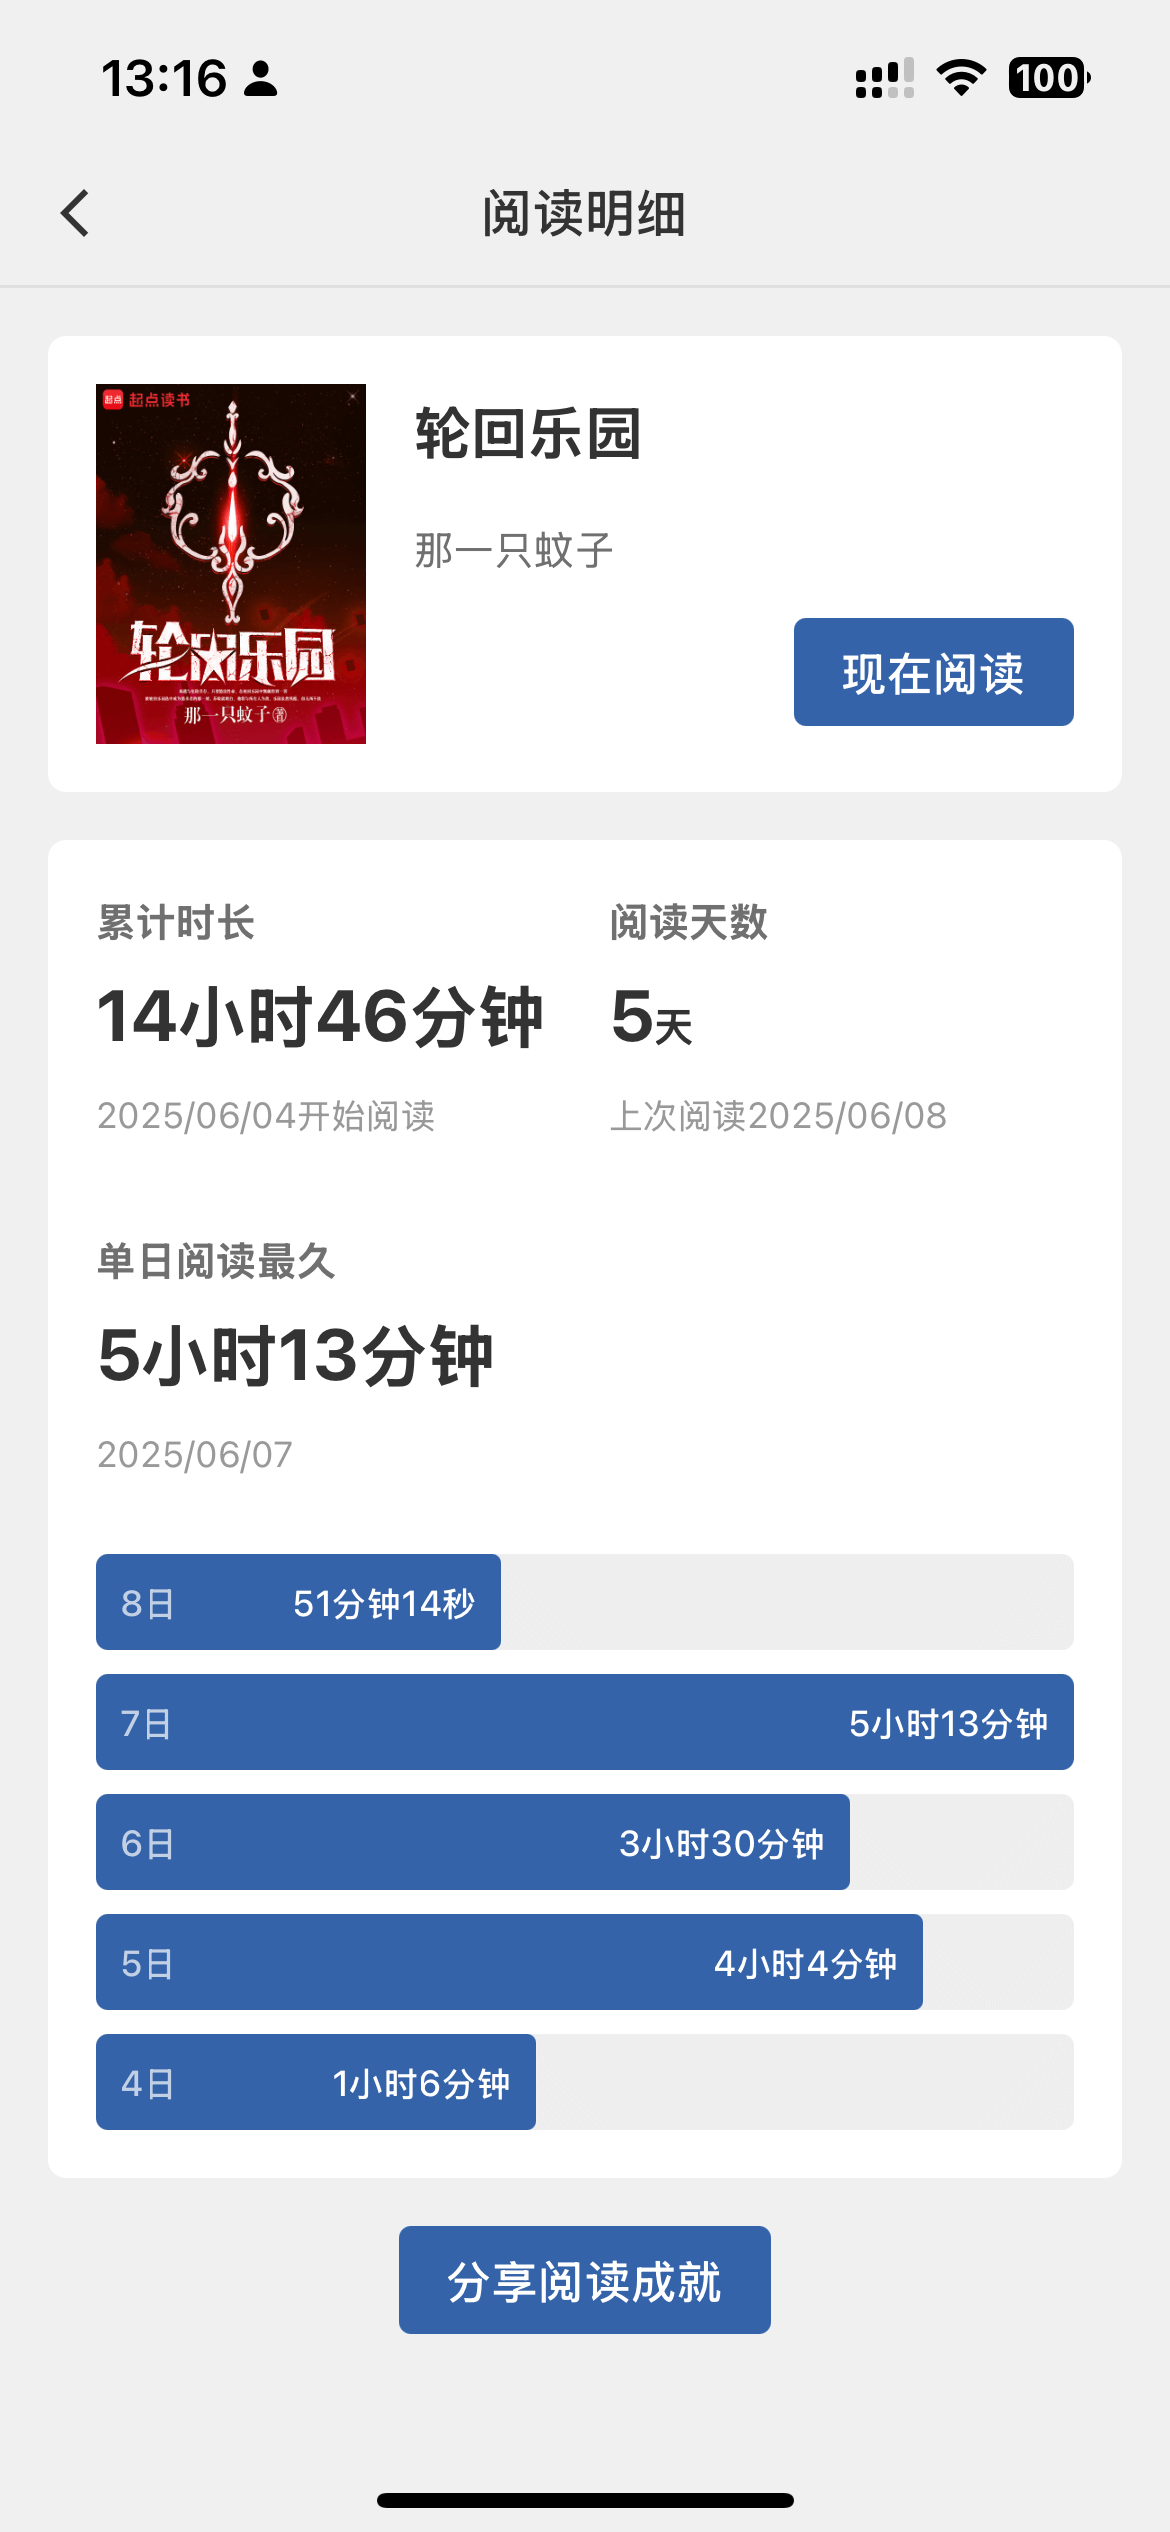 13:16
100
阅读明细
起点 起点读书
轮回乐园
那一只蚊子
轮回乐园
那一只蚊子 著
现在阅读
累计时长 阅读天数
14小时46分钟 5天
2025/06/04开始阅读 上次阅读2025/06/08
单日阅读最久
5小时13分钟
2025/06/07
8日 51分钟14秒
7日 5小时13分钟
6日 3小时30分钟
5日 4小时4分钟
4日 1小时6分钟
分享阅读成就